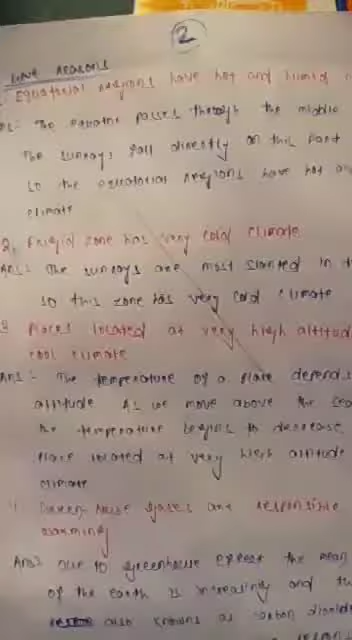 2
Give Reasons
1. Equatorial regions have hot and humid
Ans:- The equator passes through the middle
The sunrays fall directly on this part
so the equatorial regions have hot an
climate
2. Frigid zone has very cold climate
Ans:- The sunrays are most slanted in t
so this zone has very cold climate
3 Places located at very high altitud
cool climate
Ans:- The temperature of a place depends
altitude As we move above the sea
he temperature begins to decrease
place located at very high altitude
climate
Green house gases are responsible
warming
Ans: Due to greenhouse effect the mean
of the earth is increasing and
also known as carbon dioxide